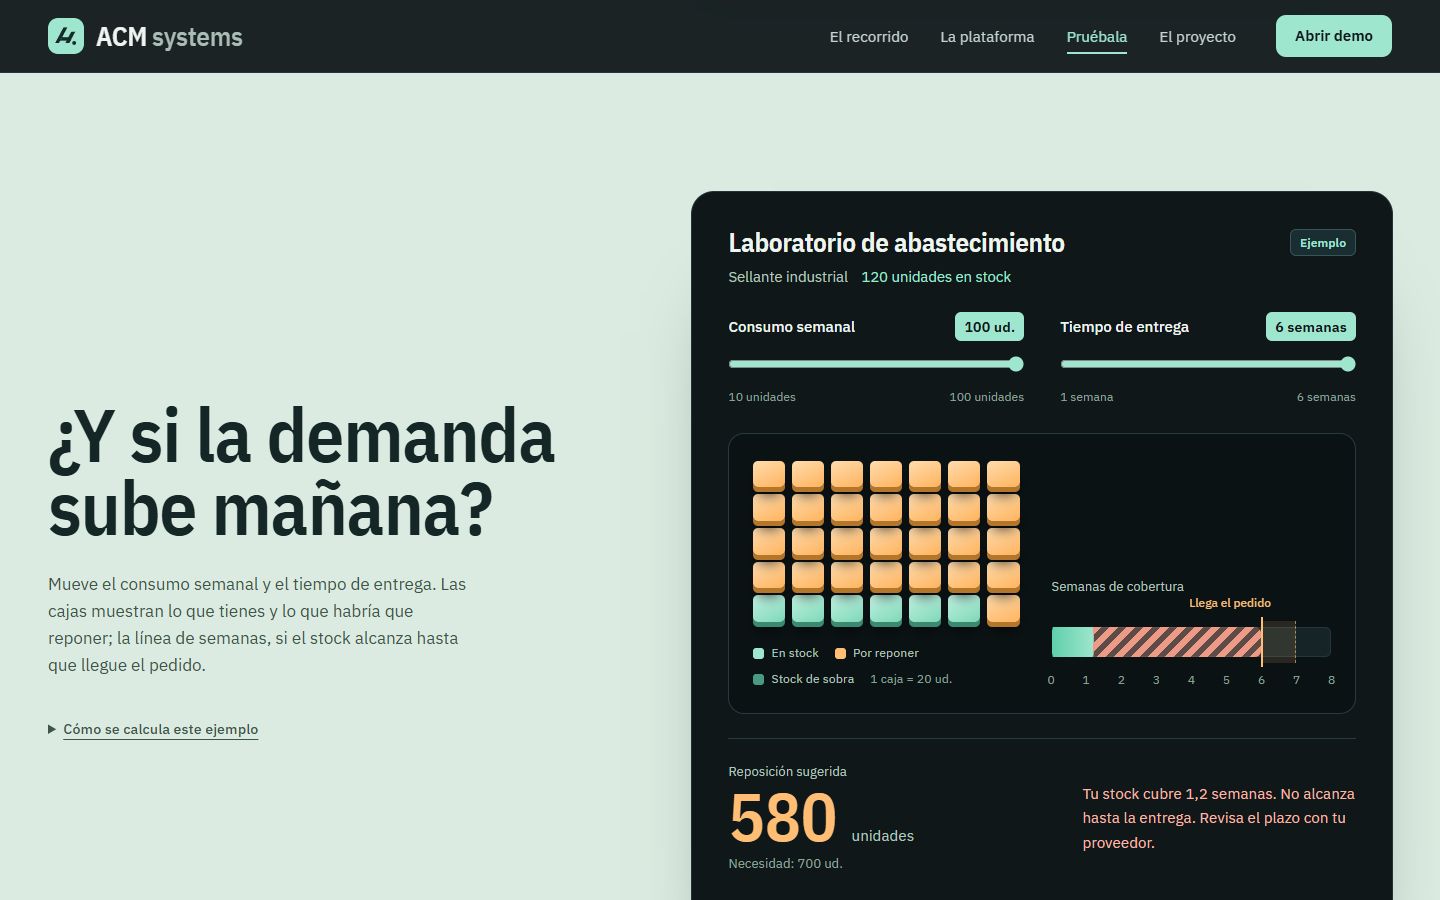 ACM systems
El recorrido
La plataforma
Pruébala
El proyecto
Abrir demo
¿Y si la demanda
sube mañana?
Mueve el consumo semanal y el tiempo de entrega. Las
cajas muestran lo que tienes y lo que habría que
reponer; la línea de semanas, si el stock alcanza hasta
que llegue el pedido.
Cómo se calcula este ejemplo
Laboratorio de abastecimiento
Ejemplo
Sellante industrial 120 unidades en stock
Consumo semanal
100 ud.
10 unidades
100 unidades
Tiempo de entrega
6 semanas
1 semana
6 semanas
En stock
Por reponer
Stock de sobra
1 caja = 20 ud.
Semanas de cobertura
Llega el pedido
0 1 2 3 4 5 6 7 8
Reposición sugerida
580 unidades
Necesidad: 700 ud.
Tu stock cubre 1,2 semanas. No alcanza
hasta la entrega. Revisa el plazo con tu
proveedor.